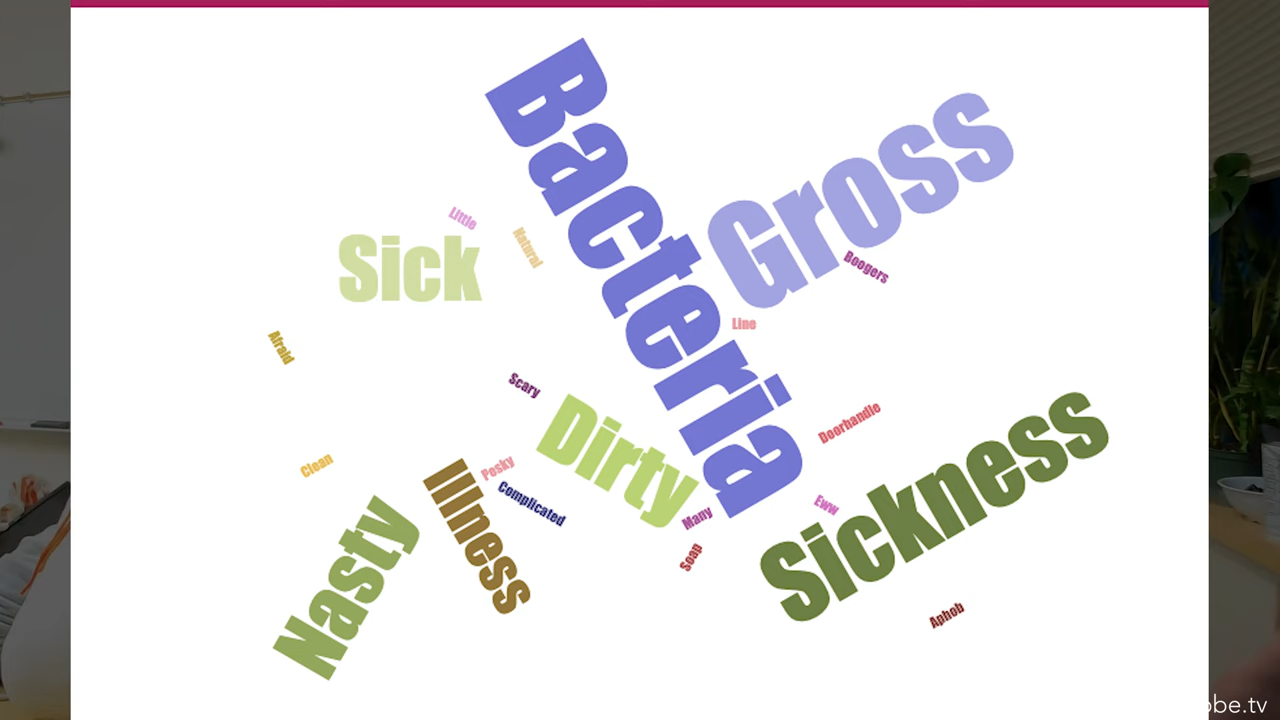 Bacteria
Gross
Little
Natural
Sick
Boogers
Line
Afraid
Scary
Dirty
Doorhandle
Clean
Pesky
Illness
Complicated
Many
Eww
Sickness
Nasty
Soap
Aphob
obe.tv